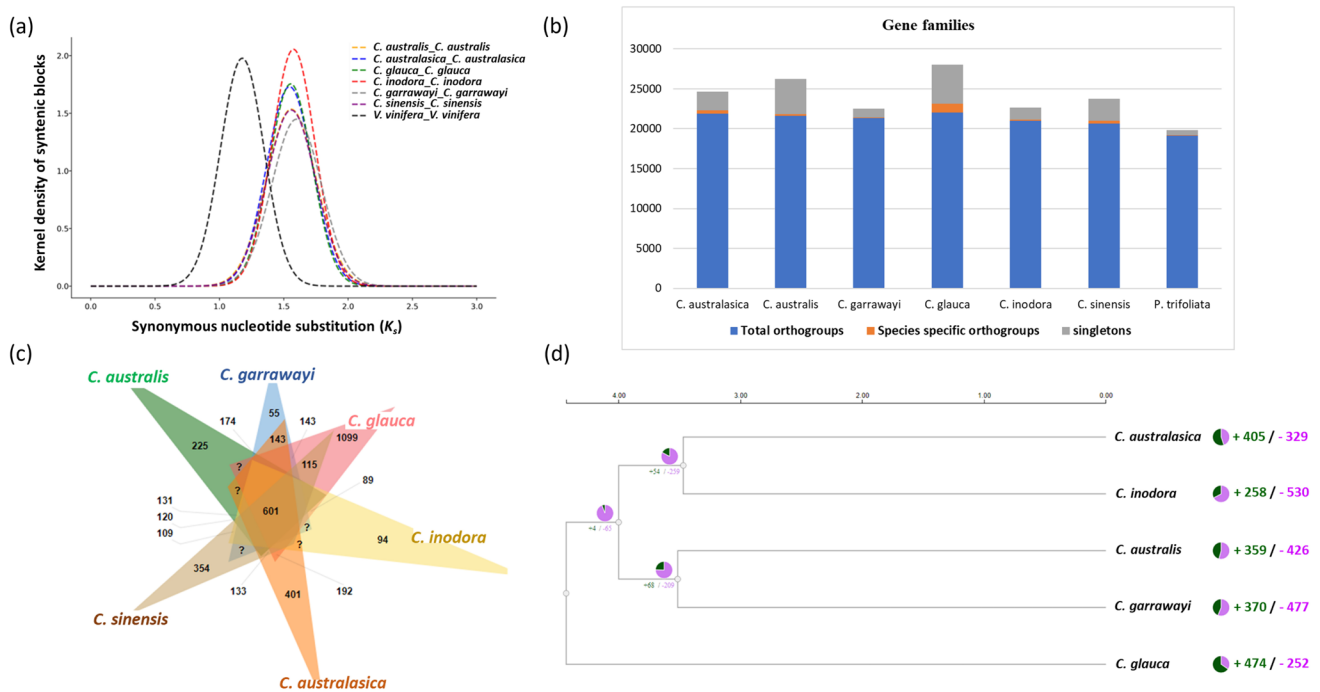 (a)
C. australis_C. australis
C. australasica_C. australasica
C. glauca_C. glauca
C. inodora_C. inodora
C. garrawayi_C. garrawayi
C. sinensis_C. sinensis
V. vinifera_V. vinifera
Kernel density of syntenic blocks
2.0
1.5
1.0
0.5
0.0
0.0 0.5 1.0 1.5 2.0 2.5 3.0
Synonymous nucleotide substitution (Ks)
(b)
Gene families
30000
25000
20000
15000
10000
5000
0
C. australasica C. australis C. garrawayi C. glauca C. inodora C. sinensis P. trifoliata
Total orthogroups Species specific orthogroups singletons
(c)
C. australis
C. garrawayi
C. glauca
C. inodora
C. sinensis
C. australasica
174
55
143
225
143
1099
115
?
89
?
131
120
109
601
?
94
?
?
354
133
401
192
(d)
4.00 3.00 2.00 1.00 0.00
C. australasica + 405 / - 329
+54 / -259
C. inodora + 258 / - 530
+4 / -65
C. australis + 359 / - 426
+68 / -209
C. garrawayi + 370 / - 477
C. glauca + 474 / - 252